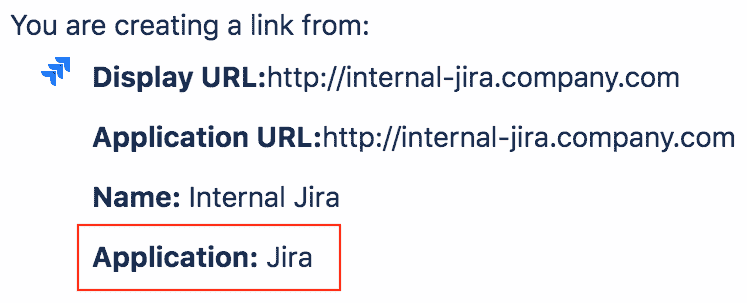 You are creating a link from:
Display URL:http://internal-jira.company.com
Application URL:http://internal-jira.company.com
Name: Internal Jira
Application: Jira